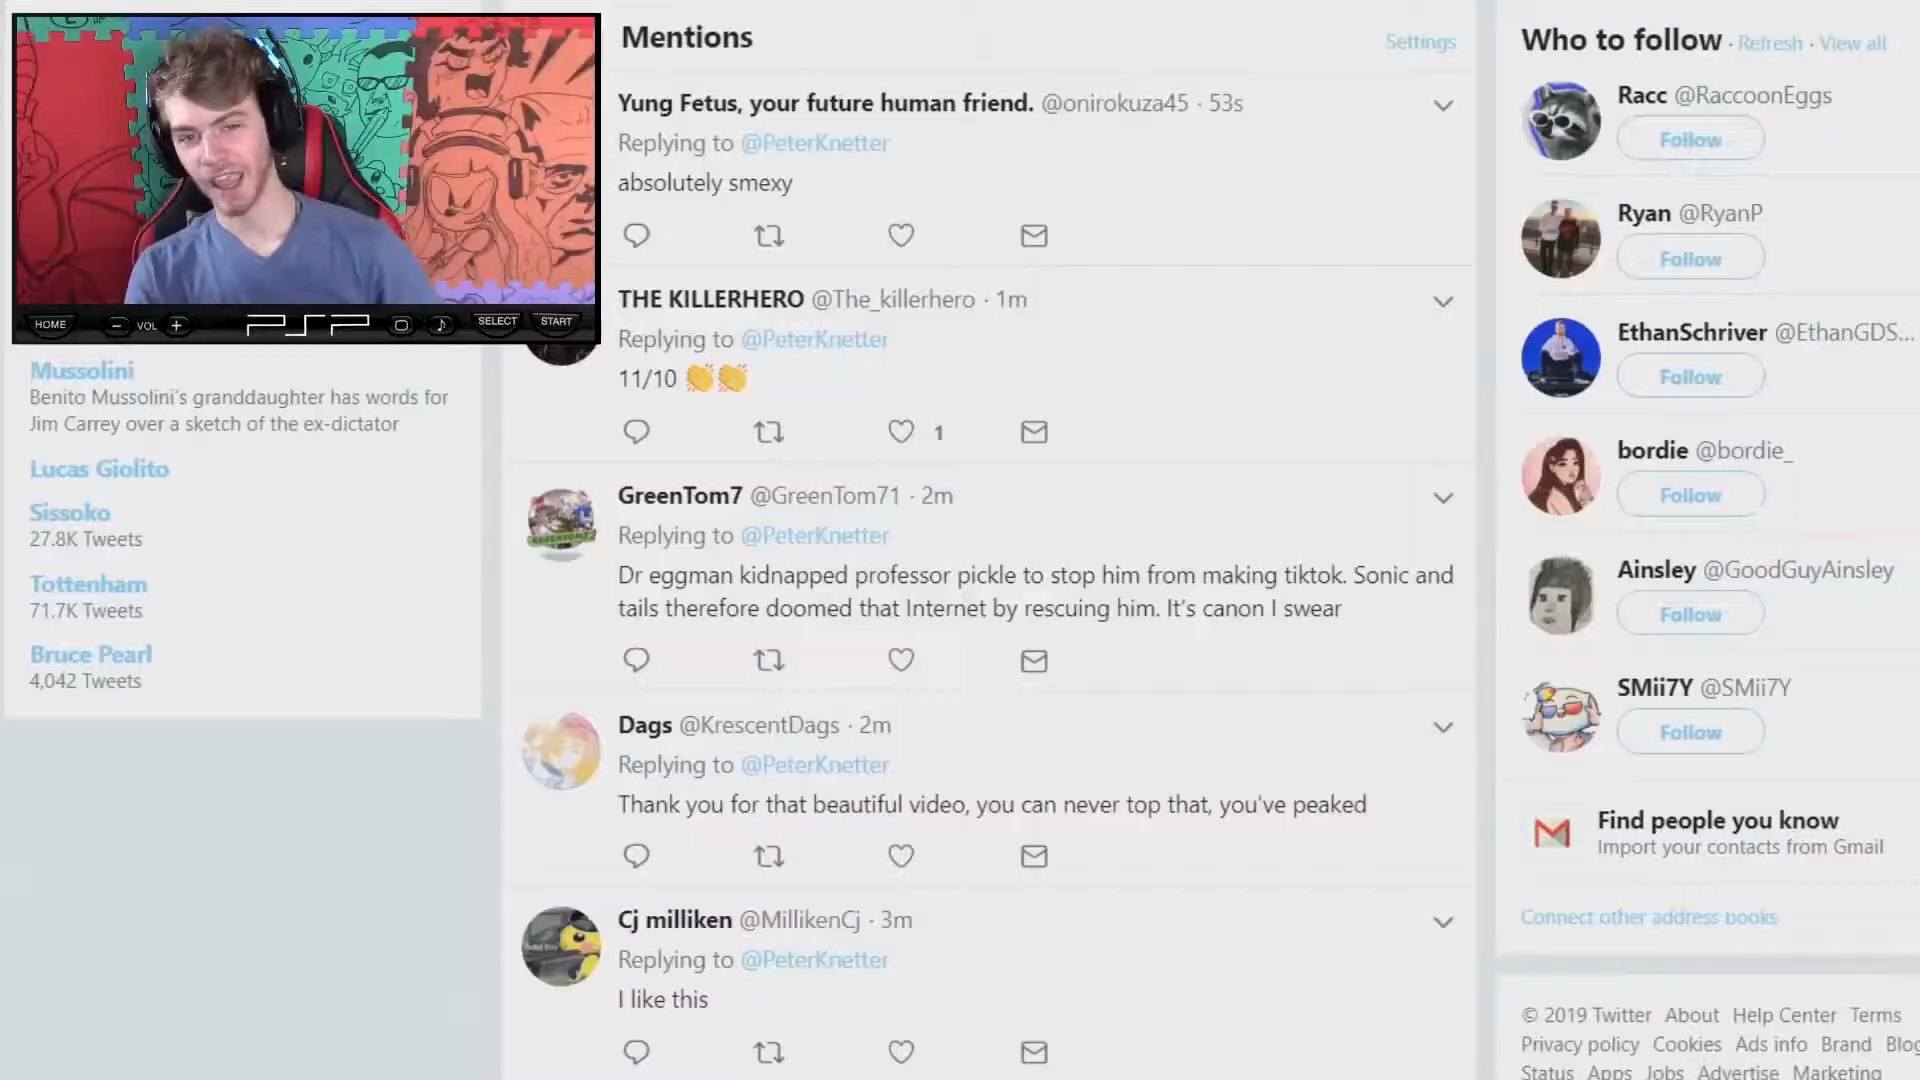 HOME
VOL
PSP
SELECT
START
Mussolini
Benito Mussolini's granddaughter has words for
Jim Carrey over a sketch of the ex-dictator
Lucas Giolito
Sissoko
27.8K Tweets
Tottenham
71.7K Tweets
Bruce Pearl
4,042 Tweets
Mentions
Settings
Yung Fetus, your future human friend. @onirokuza45 · 53s
Replying to @PeterKnetter
absolutely smexy
THE KILLERHERO @The_killerhero · 1m
Replying to @PeterKnetter
11/10 👏👏
1
GreenTom7 @GreenTom71 · 2m
Replying to @PeterKnetter
Dr eggman kidnapped professor pickle to stop him from making tiktok. Sonic and
tails therefore doomed that Internet by rescuing him. It's canon I swear
Dags @KrescentDags · 2m
Replying to @PeterKnetter
Thank you for that beautiful video, you can never top that, you've peaked
Cj milliken @MillikenCj · 3m
Replying to @PeterKnetter
I like this
Who to follow · Refresh · View all
Racc @RaccoonEggs
Follow
Ryan @RyanP
Follow
EthanSchriver @EthanGDS...
Follow
bordie @bordie_
Follow
Ainsley @GoodGuyAinsley
Follow
SMii7Y @SMii7Y
Follow
Find people you know
Import your contacts from Gmail
Connect other address books
© 2019 Twitter About Help Center Terms
Privacy policy Cookies Ads info Brand Blog
Status Apps Jobs Advertise Marketing